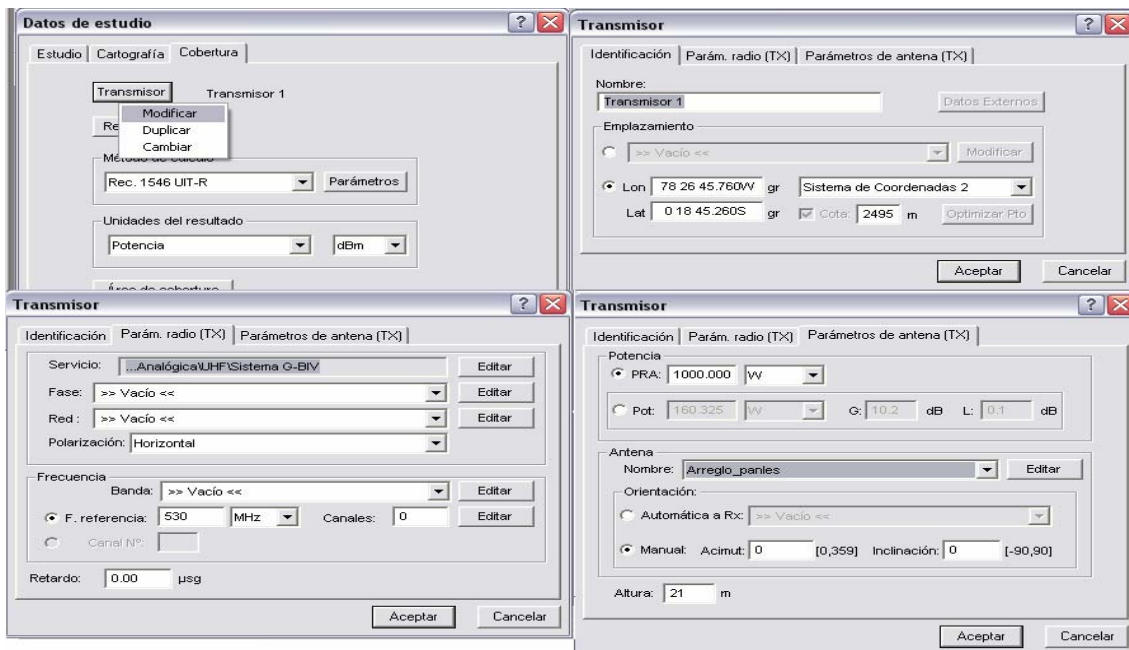 Datos de estudio
Estudio Cartografía Cobertura
Transmisor Transmisor 1
Modificar
Duplicar
Cambiar
Re
Método de cálculo
Rec. 1546 UIT-R Parámetros
Unidades del resultado
Potencia dBm
Área de cobertura
Transmisor
Identificación Parám. radio (TX) Parámetros de antena (TX)
Nombre:
Transmisor 1 Datos Externos
Emplazamiento
>> Vacío << Modificar
Lon 78 26 45.760W gr Sistema de Coordenadas 2
Lat 0 18 45.260S gr Cota: 2495 m Optimizar Pto
Aceptar Cancelar
Transmisor
Identificación Parám. radio (TX) Parámetros de antena (TX)
Servicio: ...Analógica\UHF\Sistema G-BIV Editar
Fase: >> Vacío << Editar
Red : >> Vacío << Editar
Polarización: Horizontal
Frecuencia
Banda: >> Vacío << Editar
F. referencia: 530 MHz Canales: 0 Editar
Canal Nº:
Retardo: 0.00 µsg
Aceptar Cancelar
Transmisor
Identificación Parám. radio (TX) Parámetros de antena (TX)
Potencia
PRA: 1000.000 W
Pot: 160.325 W G: 10.2 dB L: 0.1 dB
Antena
Nombre: Arreglo_panles Editar
Orientación:
Automática a Rx: >> Vacío <<
Manual: Acimut: 0 [0,359] Inclinación: 0 [-90,90]
Altura: 21 m
Aceptar Cancelar